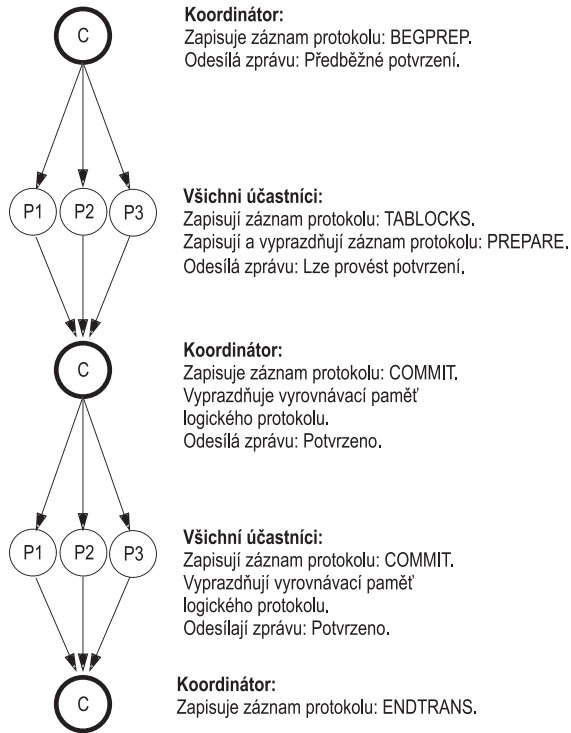 C
Koordinátor:
Zapisuje záznam protokolu: BEGPREP.
Odesílá zprávu: Předběžné potvrzení.
P1 P2 P3
Všichni účastníci:
Zapisují záznam protokolu: TABLOCKS.
Zapisují a vyprazdňují záznam protokolu: PREPARE.
Odesílá zprávu: Lze provést potvrzení.
C
Koordinátor:
Zapisuje záznam protokolu: COMMIT.
Vyprazdňuje vyrovnávací paměť
logického protokolu.
Odesílá zprávu: Potvrzeno.
P1 P2 P3
Všichní účastníci:
Zapisují záznam protokolu: COMMIT.
Vyprazdňují vyrovnávací paměť
logického protokolu.
Odesílají zprávu: Potvrzeno.
C
Koordinátor:
Zapisuje záznam protokolu: ENDTRANS.